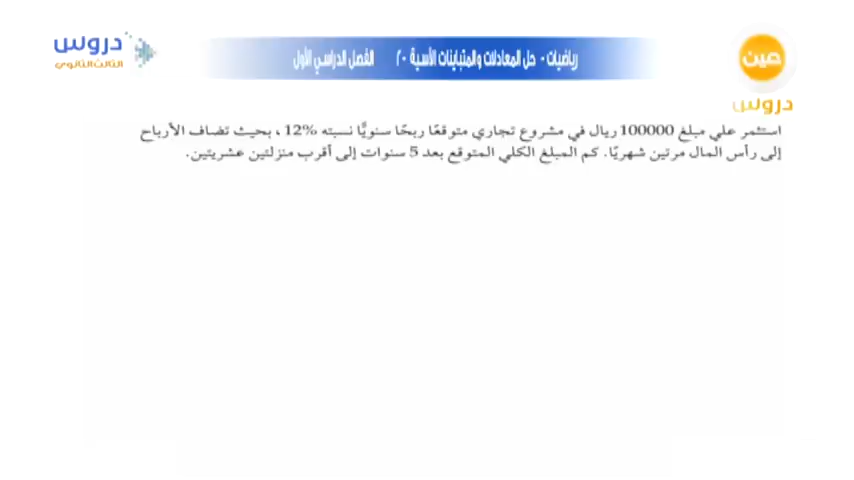 دروس
الثالث الثانوي
رياضيات - حل المعادلات والمتباينات الأسية ٢٠ الفصل الدراسي الأول
عين
دروس
استثمر علي مبلغ 100000 ريال في مشروع تجاري متوقعًا ربحًا سنويًّا نسبته 12% ، بحيث تضاف الأرباح
إلى رأس المال مرتين شهريًا. كم المبلغ الكلي المتوقع بعد 5 سنوات إلى أقرب منزلتين عشريتين.